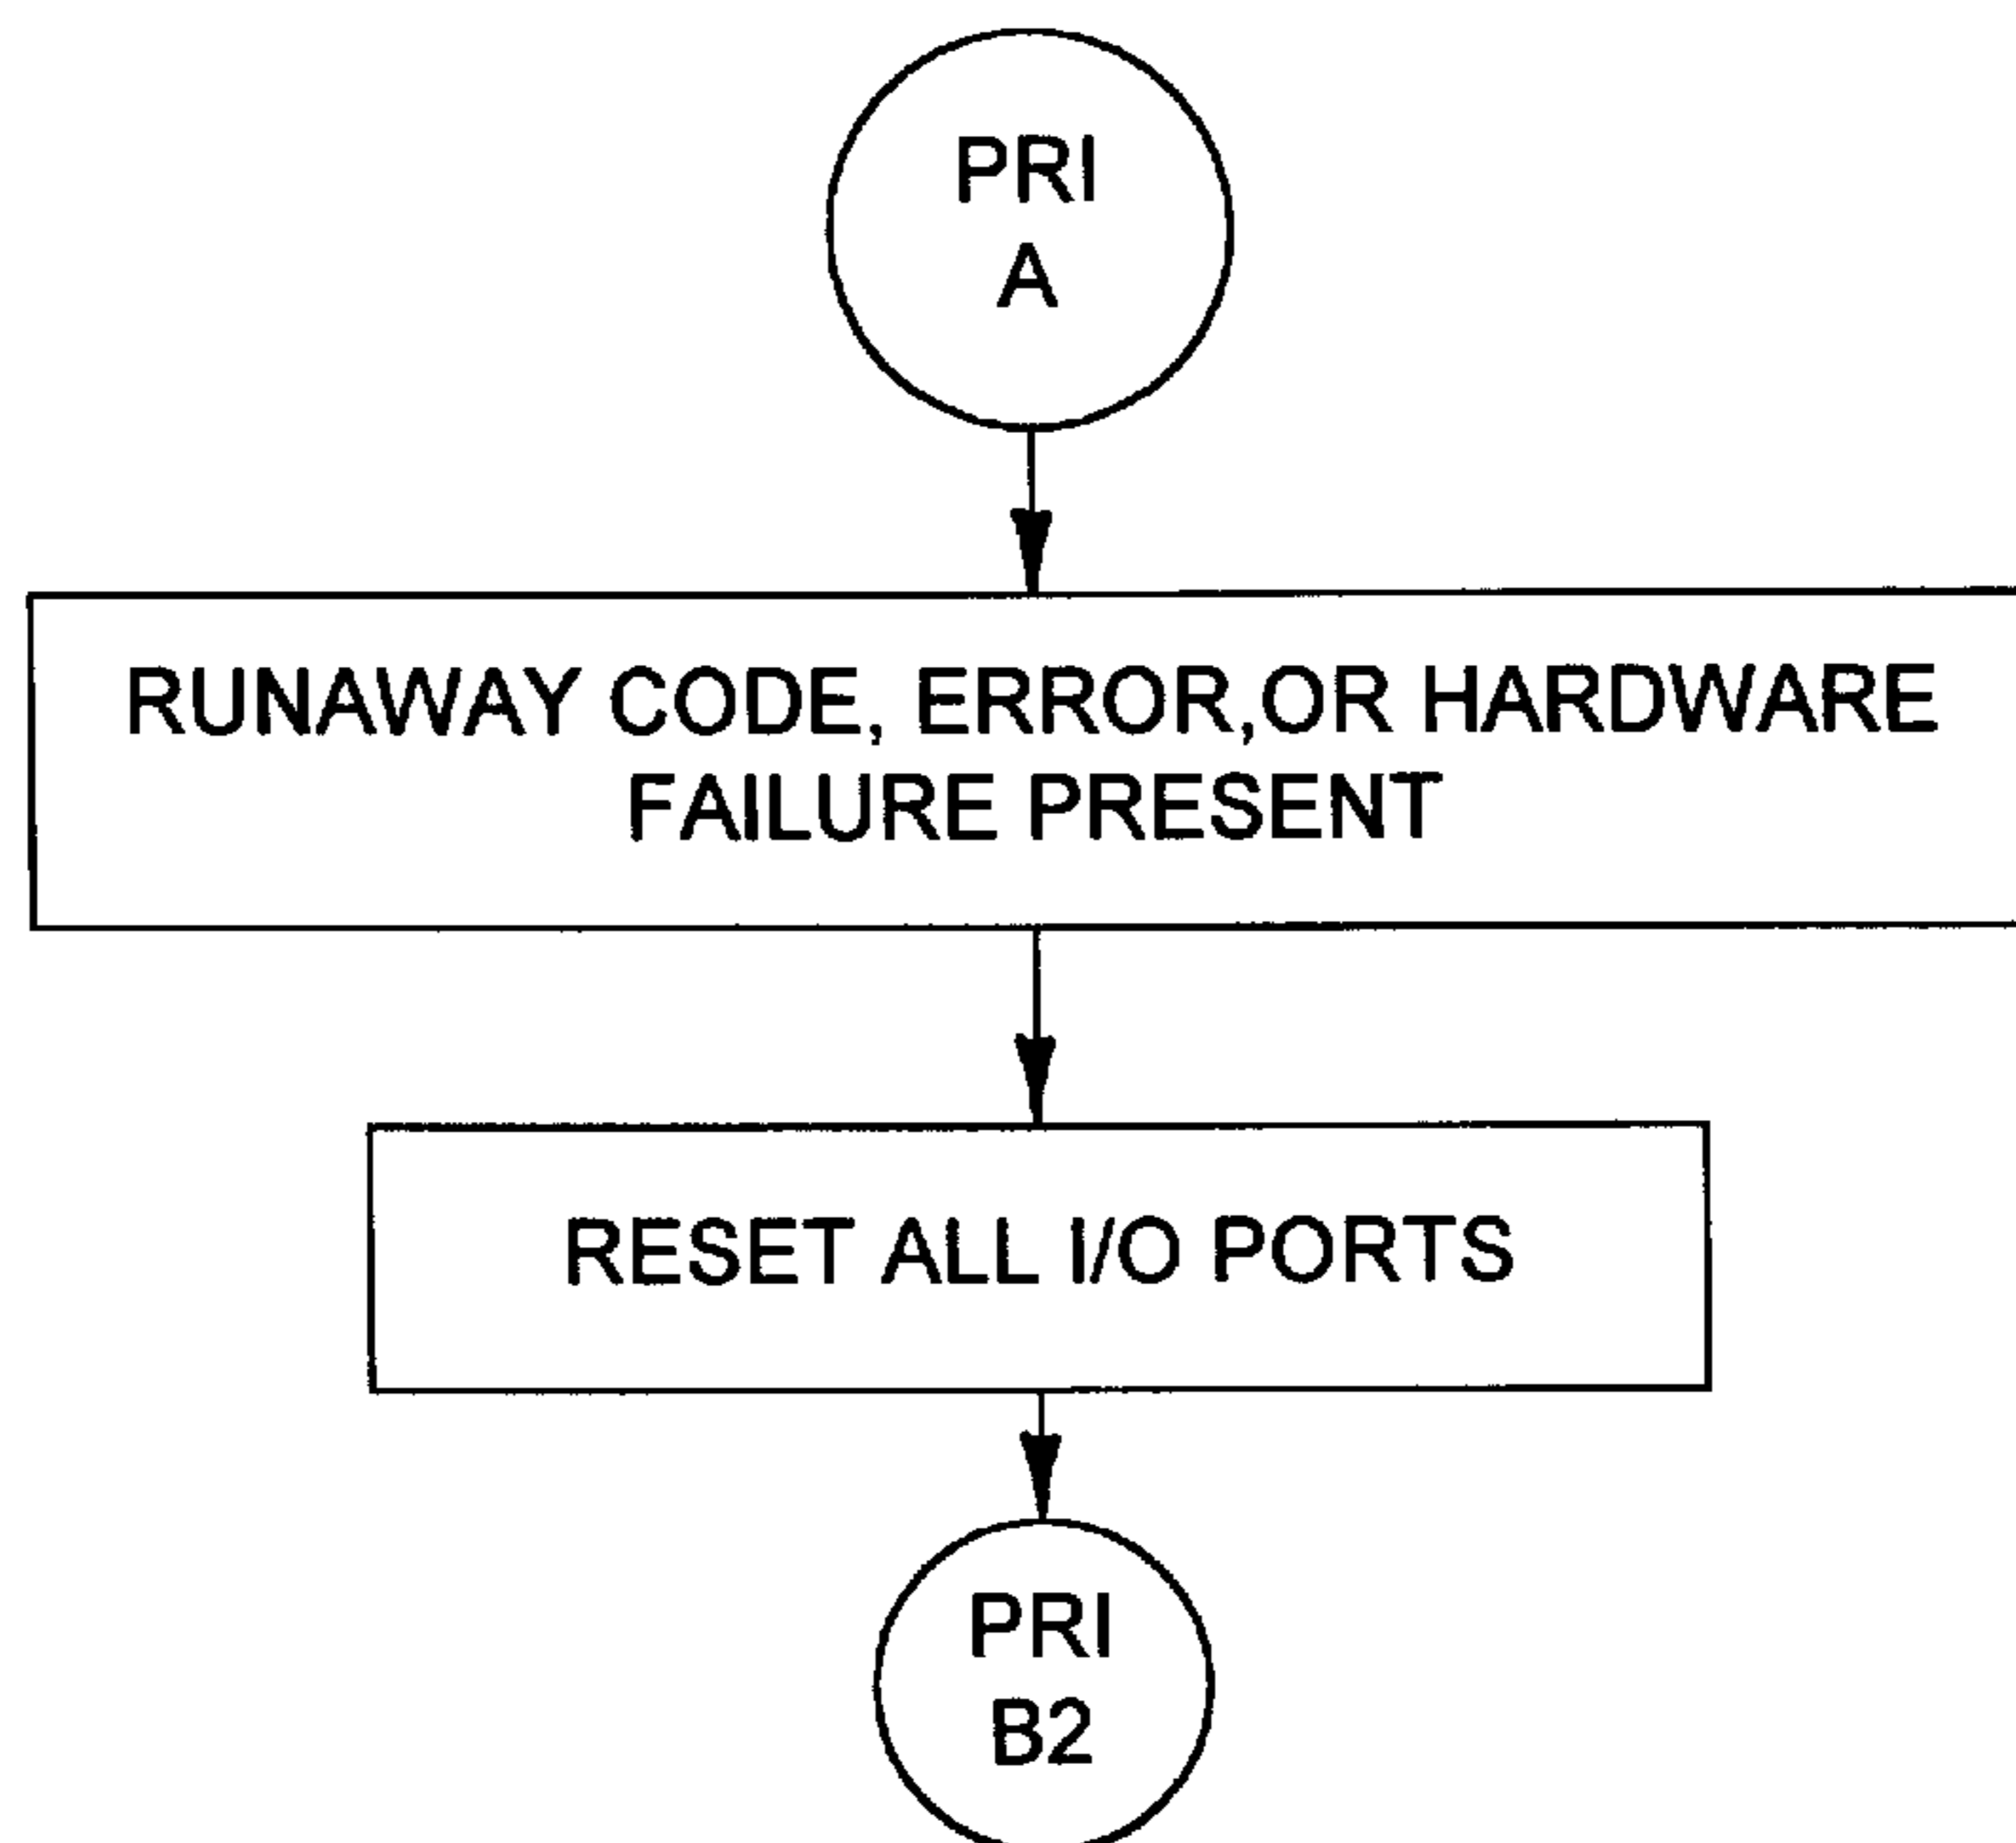 PRI
A
RUNAWAY CODE, ERROR,OR HARDWARE
FAILURE PRESENT
RESET ALL I/O PORTS
PRI
B2